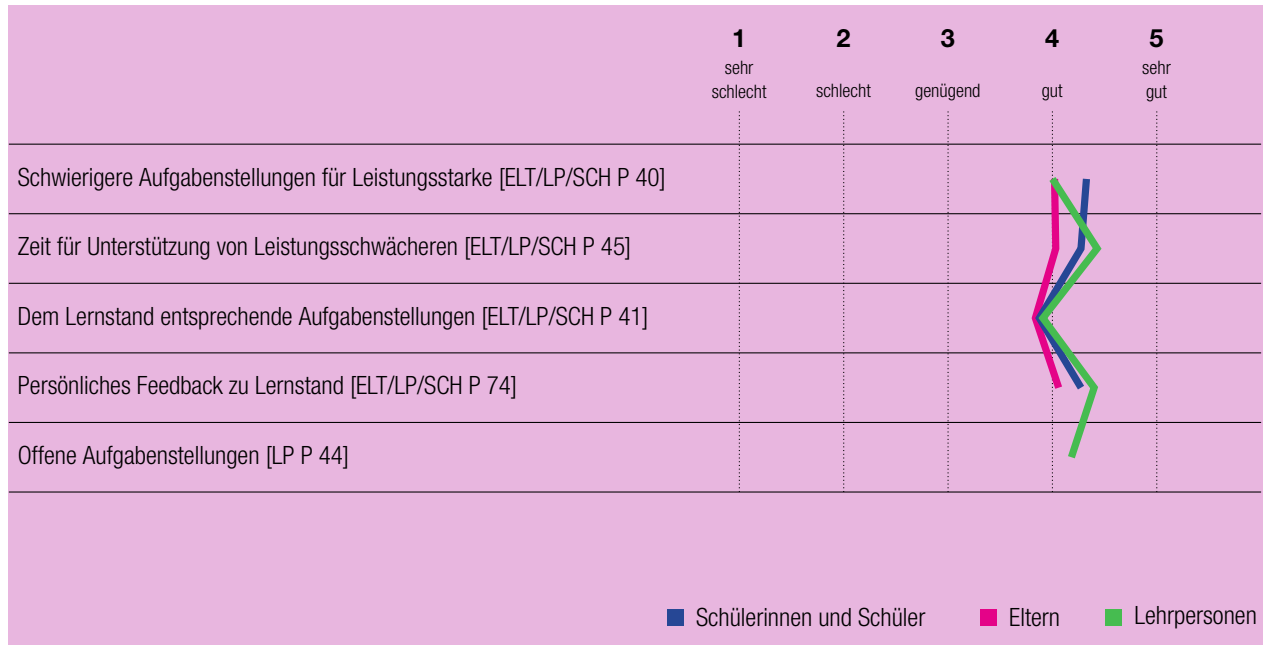 1 2 3 4 5
sehr sehr
schlecht schlecht genügend gut gut
Schwierigere Aufgabenstellungen für Leistungsstarke [ELT/LP/SCH P 40]
Zeit für Unterstützung von Leistungsschwächeren [ELT/LP/SCH P 45]
Dem Lernstand entsprechende Aufgabenstellungen [ELT/LP/SCH P 41]
Persönliches Feedback zu Lernstand [ELT/LP/SCH P 74]
Offene Aufgabenstellungen [LP P 44]
Schülerinnen und Schüler Eltern Lehrpersonen